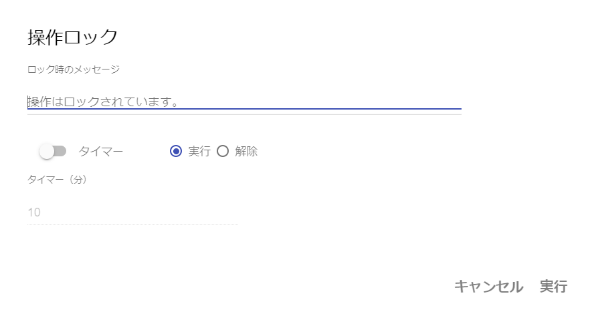 操作ロック
ロック時のメッセージ
操作はロックされています。
タイマー 実行 解除
タイマー（分）
10
キャンセル 実行